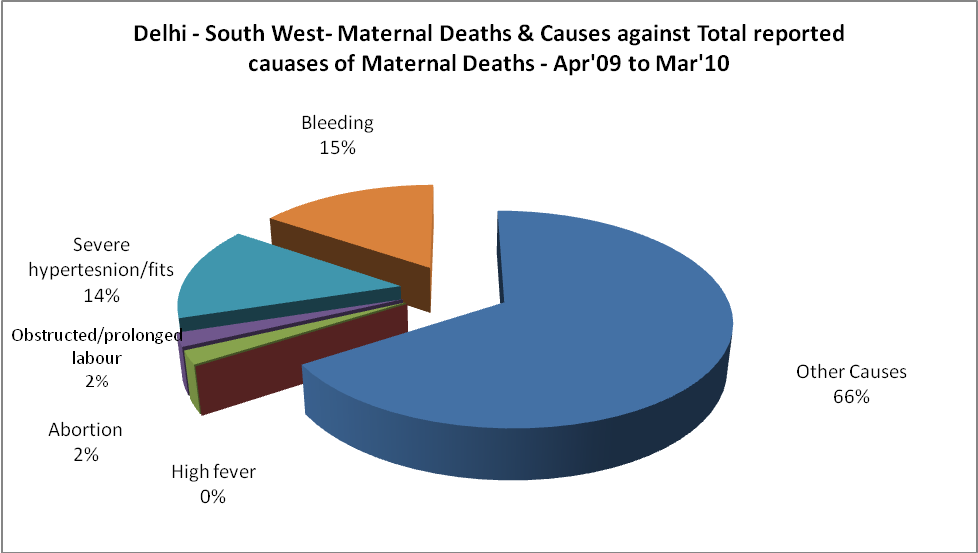 Delhi - South West- Maternal Deaths & Causes against Total reported
cauases of Maternal Deaths - Apr'09 to Mar'10
Bleeding
15%
Severe
hypertesnion/fits
14%
Obstructed/prolonged
labour
2%
Abortion
2%
High fever
0%
Other Causes
66%